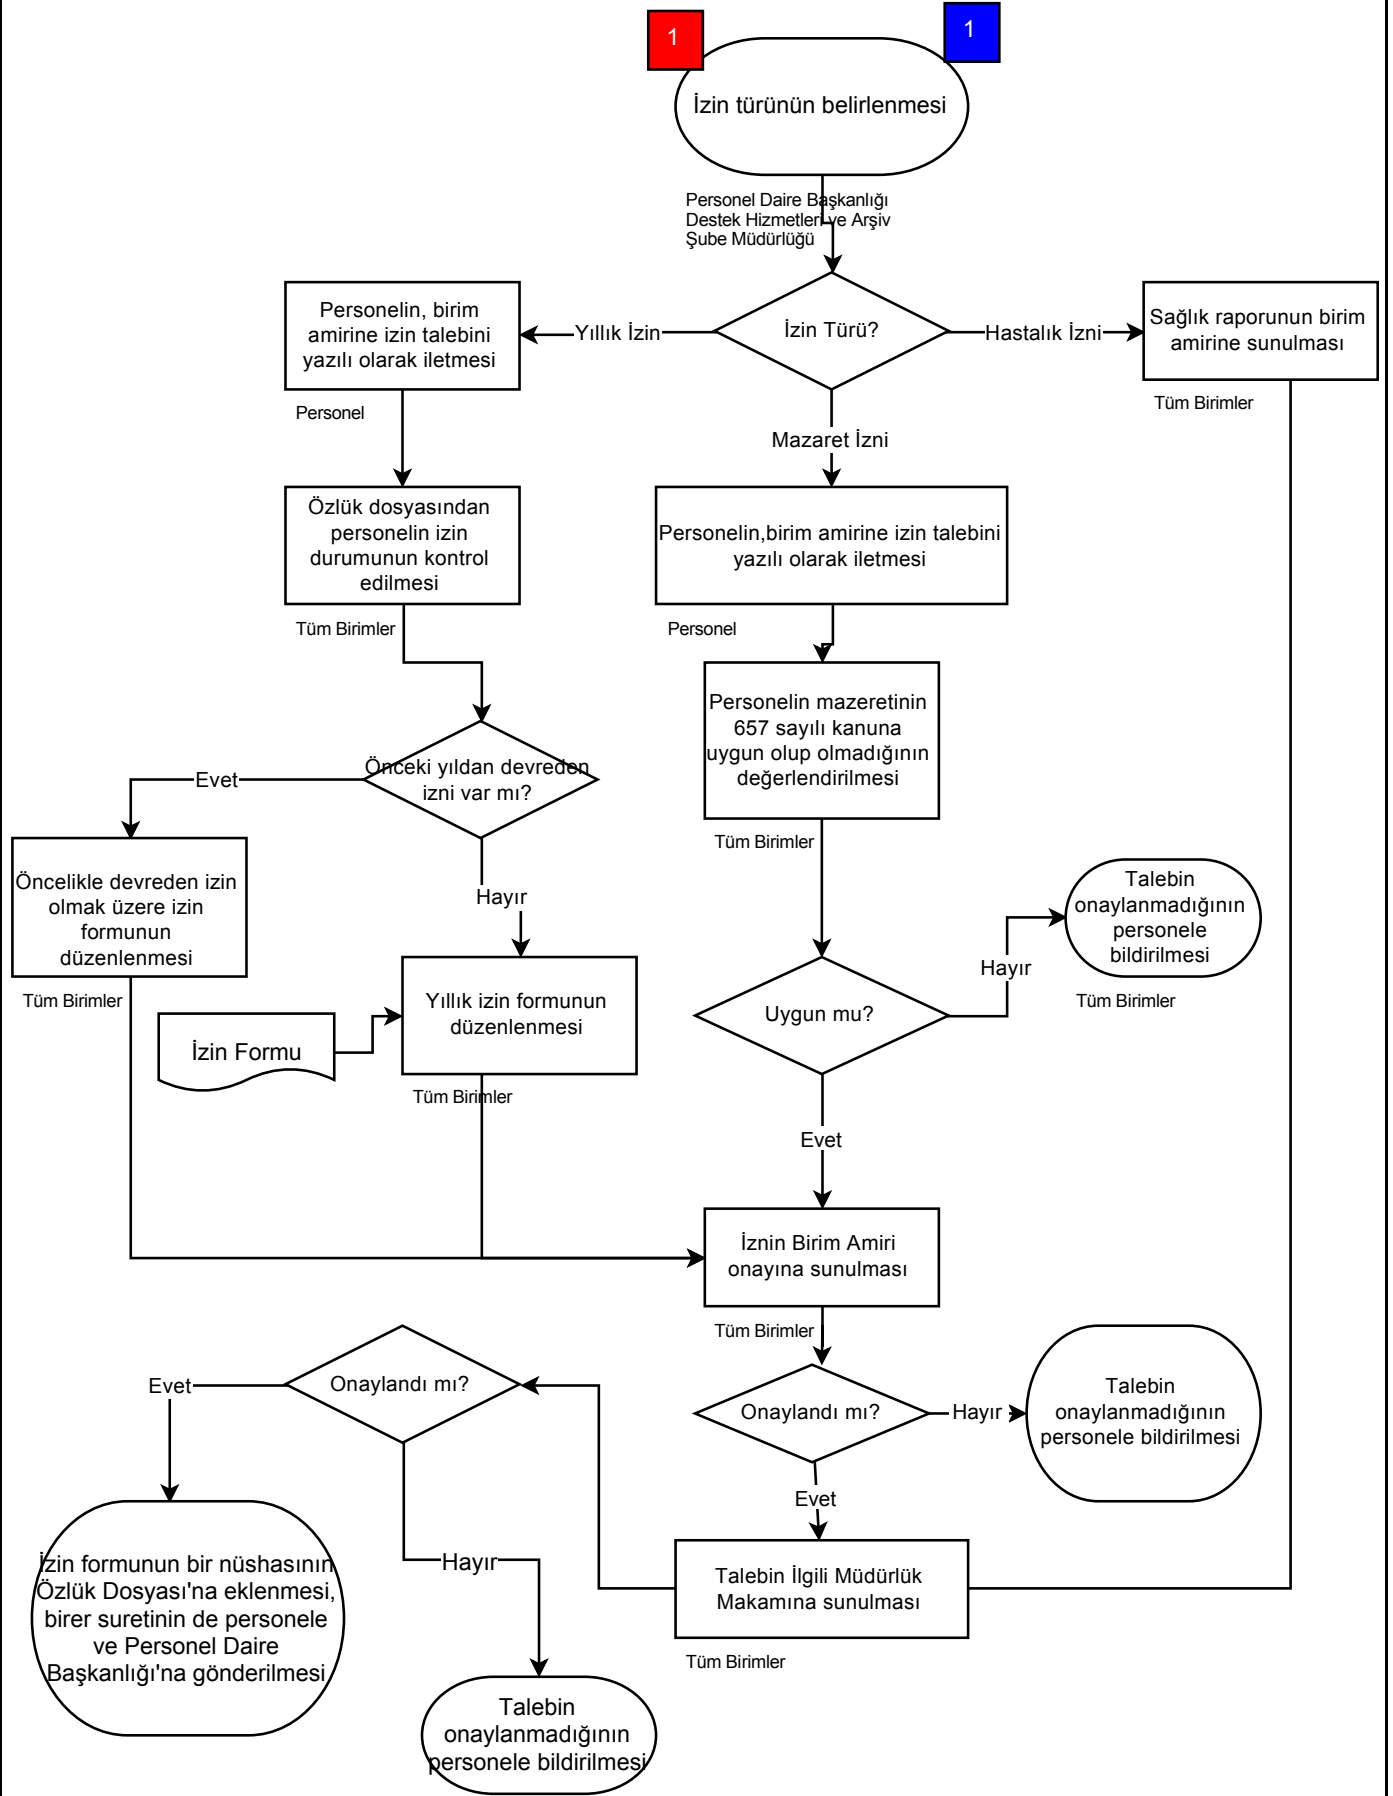 1
1
İzin türünün belirlenmesi
Personel Daire Başkanlığı
Destek Hizmetleri ve Arşiv
Şube Müdürlüğü
Personelin, birim
amirine izin talebini
yazılı olarak iletmesi
Yıllık İzin
İzin Türü?
Hastalık İzni
Sağlık raporunun birim
amirine sunulması
Personel
Tüm Birimler
Mazaret İzni
Özlük dosyasından
personelin izin
durumunun kontrol
edilmesi
Personelin,birim amirine izin talebini
yazılı olarak iletmesi
Tüm Birimler
Personel
Personelin mazeretinin
657 sayılı kanuna
uygun olup olmadığının
değerlendirilmesi
Evet
Önceki yıldan devreden
izni var mı?
Tüm Birimler
Öncelikle devreden izin
olmak üzere izin
formunun
düzenlenmesi
Hayır
Talebin
onaylanmadığının
personele
bildirilmesi
Hayır
Tüm Birimler
Tüm Birimler
Yıllık izin formunun
düzenlenmesi
Uygun mu?
İzin Formu
Tüm Birimler
Evet
İznin Birim Amiri
onayına sunulması
Tüm Birimler
Evet
Onaylandı mı?
Onaylandı mı?
Hayır
Talebin
onaylanmadığının
personele bildirilmesi
Evet
İzin formunun bir nüshasının
Özlük Dosyası'na eklenmesi,
birer suretinin de personele
ve Personel Daire
Başkanlığı'na gönderilmesi
Hayır
Talebin İlgili Müdürlük
Makamına sunulması
Tüm Birimler
Talebin
onaylanmadığının
personele bildirilmesi